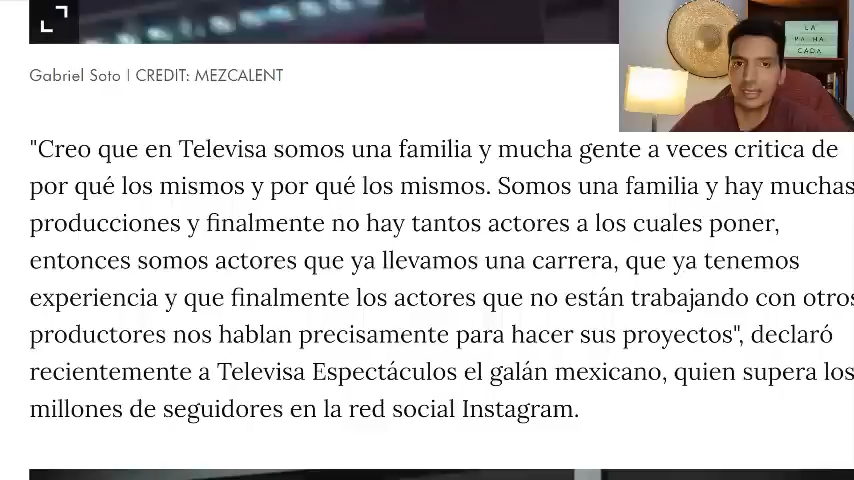 LA
PA HA
CADA
Gabriel Soto | CREDIT: MEZCALENT
"Creo que en Televisa somos una familia y mucha gente a veces critica de
por qué los mismos y por qué los mismos. Somos una familia y hay muchas
producciones y finalmente no hay tantos actores a los cuales poner,
entonces somos actores que ya llevamos una carrera, que ya tenemos
experiencia y que finalmente los actores que no están trabajando con otros
productores nos hablan precisamente para hacer sus proyectos", declaró
recientemente a Televisa Espectáculos el galán mexicano, quien supera los
millones de seguidores en la red social Instagram.